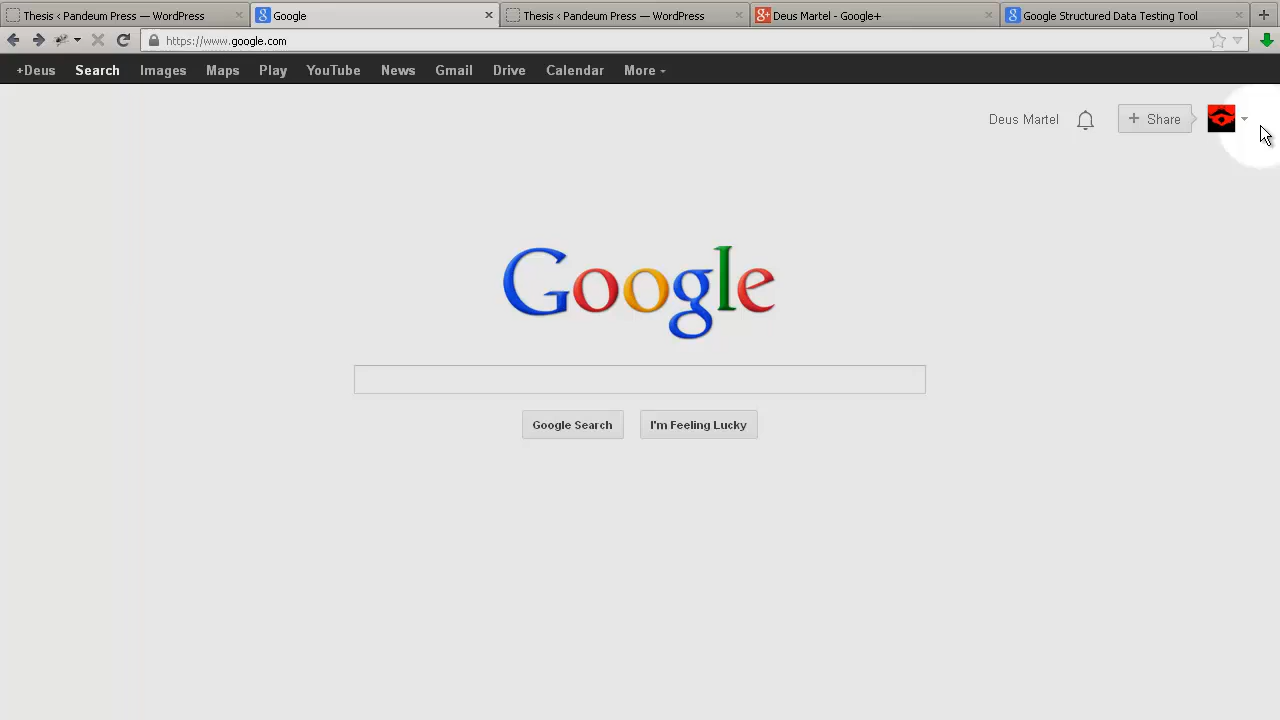 Thesis ‹ Pandeum Press — WordPress
Google
Thesis ‹ Pandeum Press — WordPress
Deus Martel - Google+
Google Structured Data Testing Tool
https://www.google.com
+Deus Search Images Maps Play YouTube News Gmail Drive Calendar More
Deus Martel + Share
Google
Google Search I'm Feeling Lucky